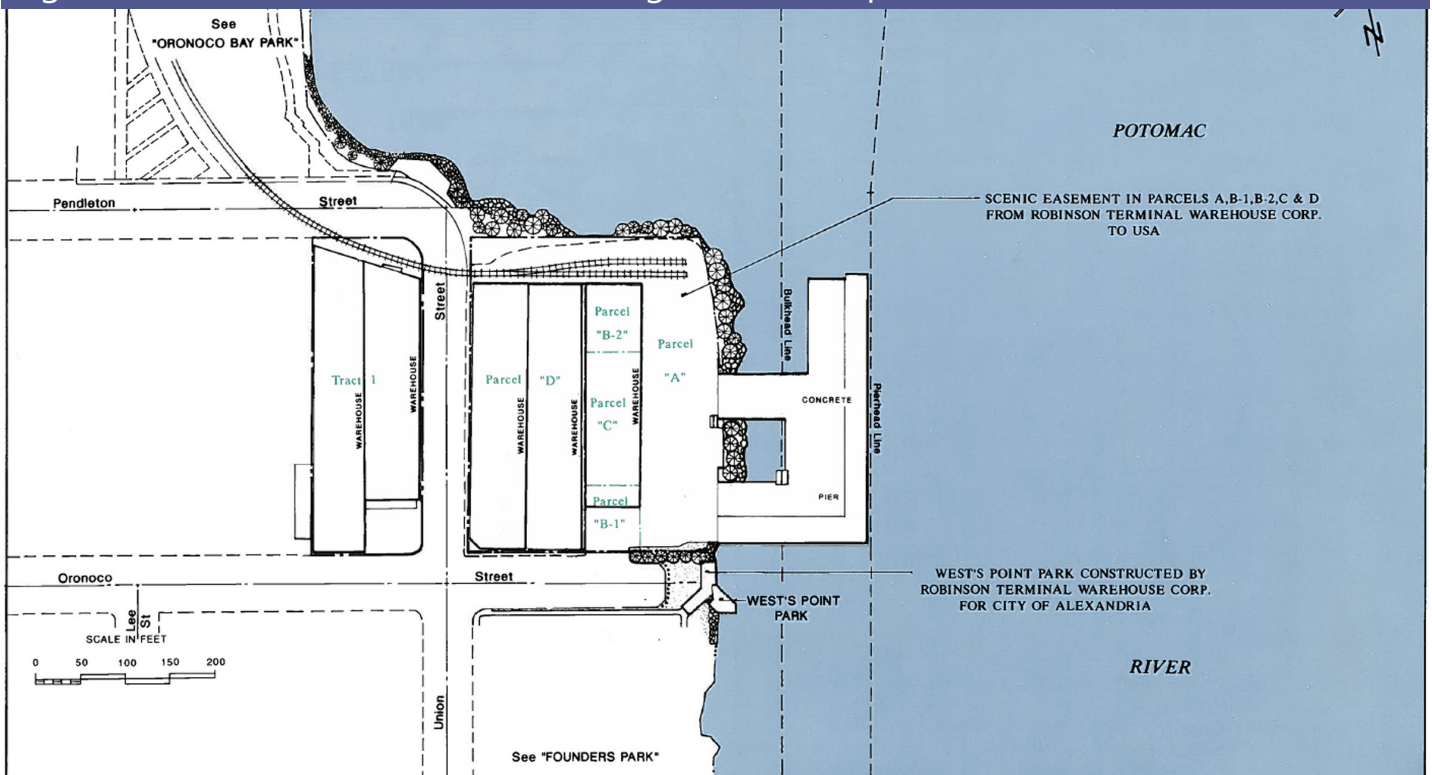 See
"ORONOCO BAY PARK"
N
POTOMAC
SCENIC EASEMENT IN PARCELS A,B-1,B-2,C & D
FROM ROBINSON TERMINAL WAREHOUSE CORP.
TO USA
Pendleton Street
Street
Bulkhead Line
Pierhead Line
Parcel
"B-2"
Parcel
"A"
Tract 1
WAREHOUSE
WAREHOUSE
Parcel "D"
WAREHOUSE
WAREHOUSE
Parcel
"C"
WAREHOUSE
CONCRETE
PIER
Parcel
"B-1"
Oronoco Street
WEST'S POINT PARK CONSTRUCTED BY
ROBINSON TERMINAL WAREHOUSE CORP.
FOR CITY OF ALEXANDRIA
WEST'S POINT
PARK
Lee
St
SCALE IN FEET
0 50 100 150 200
RIVER
Union
See "FOUNDERS PARK"